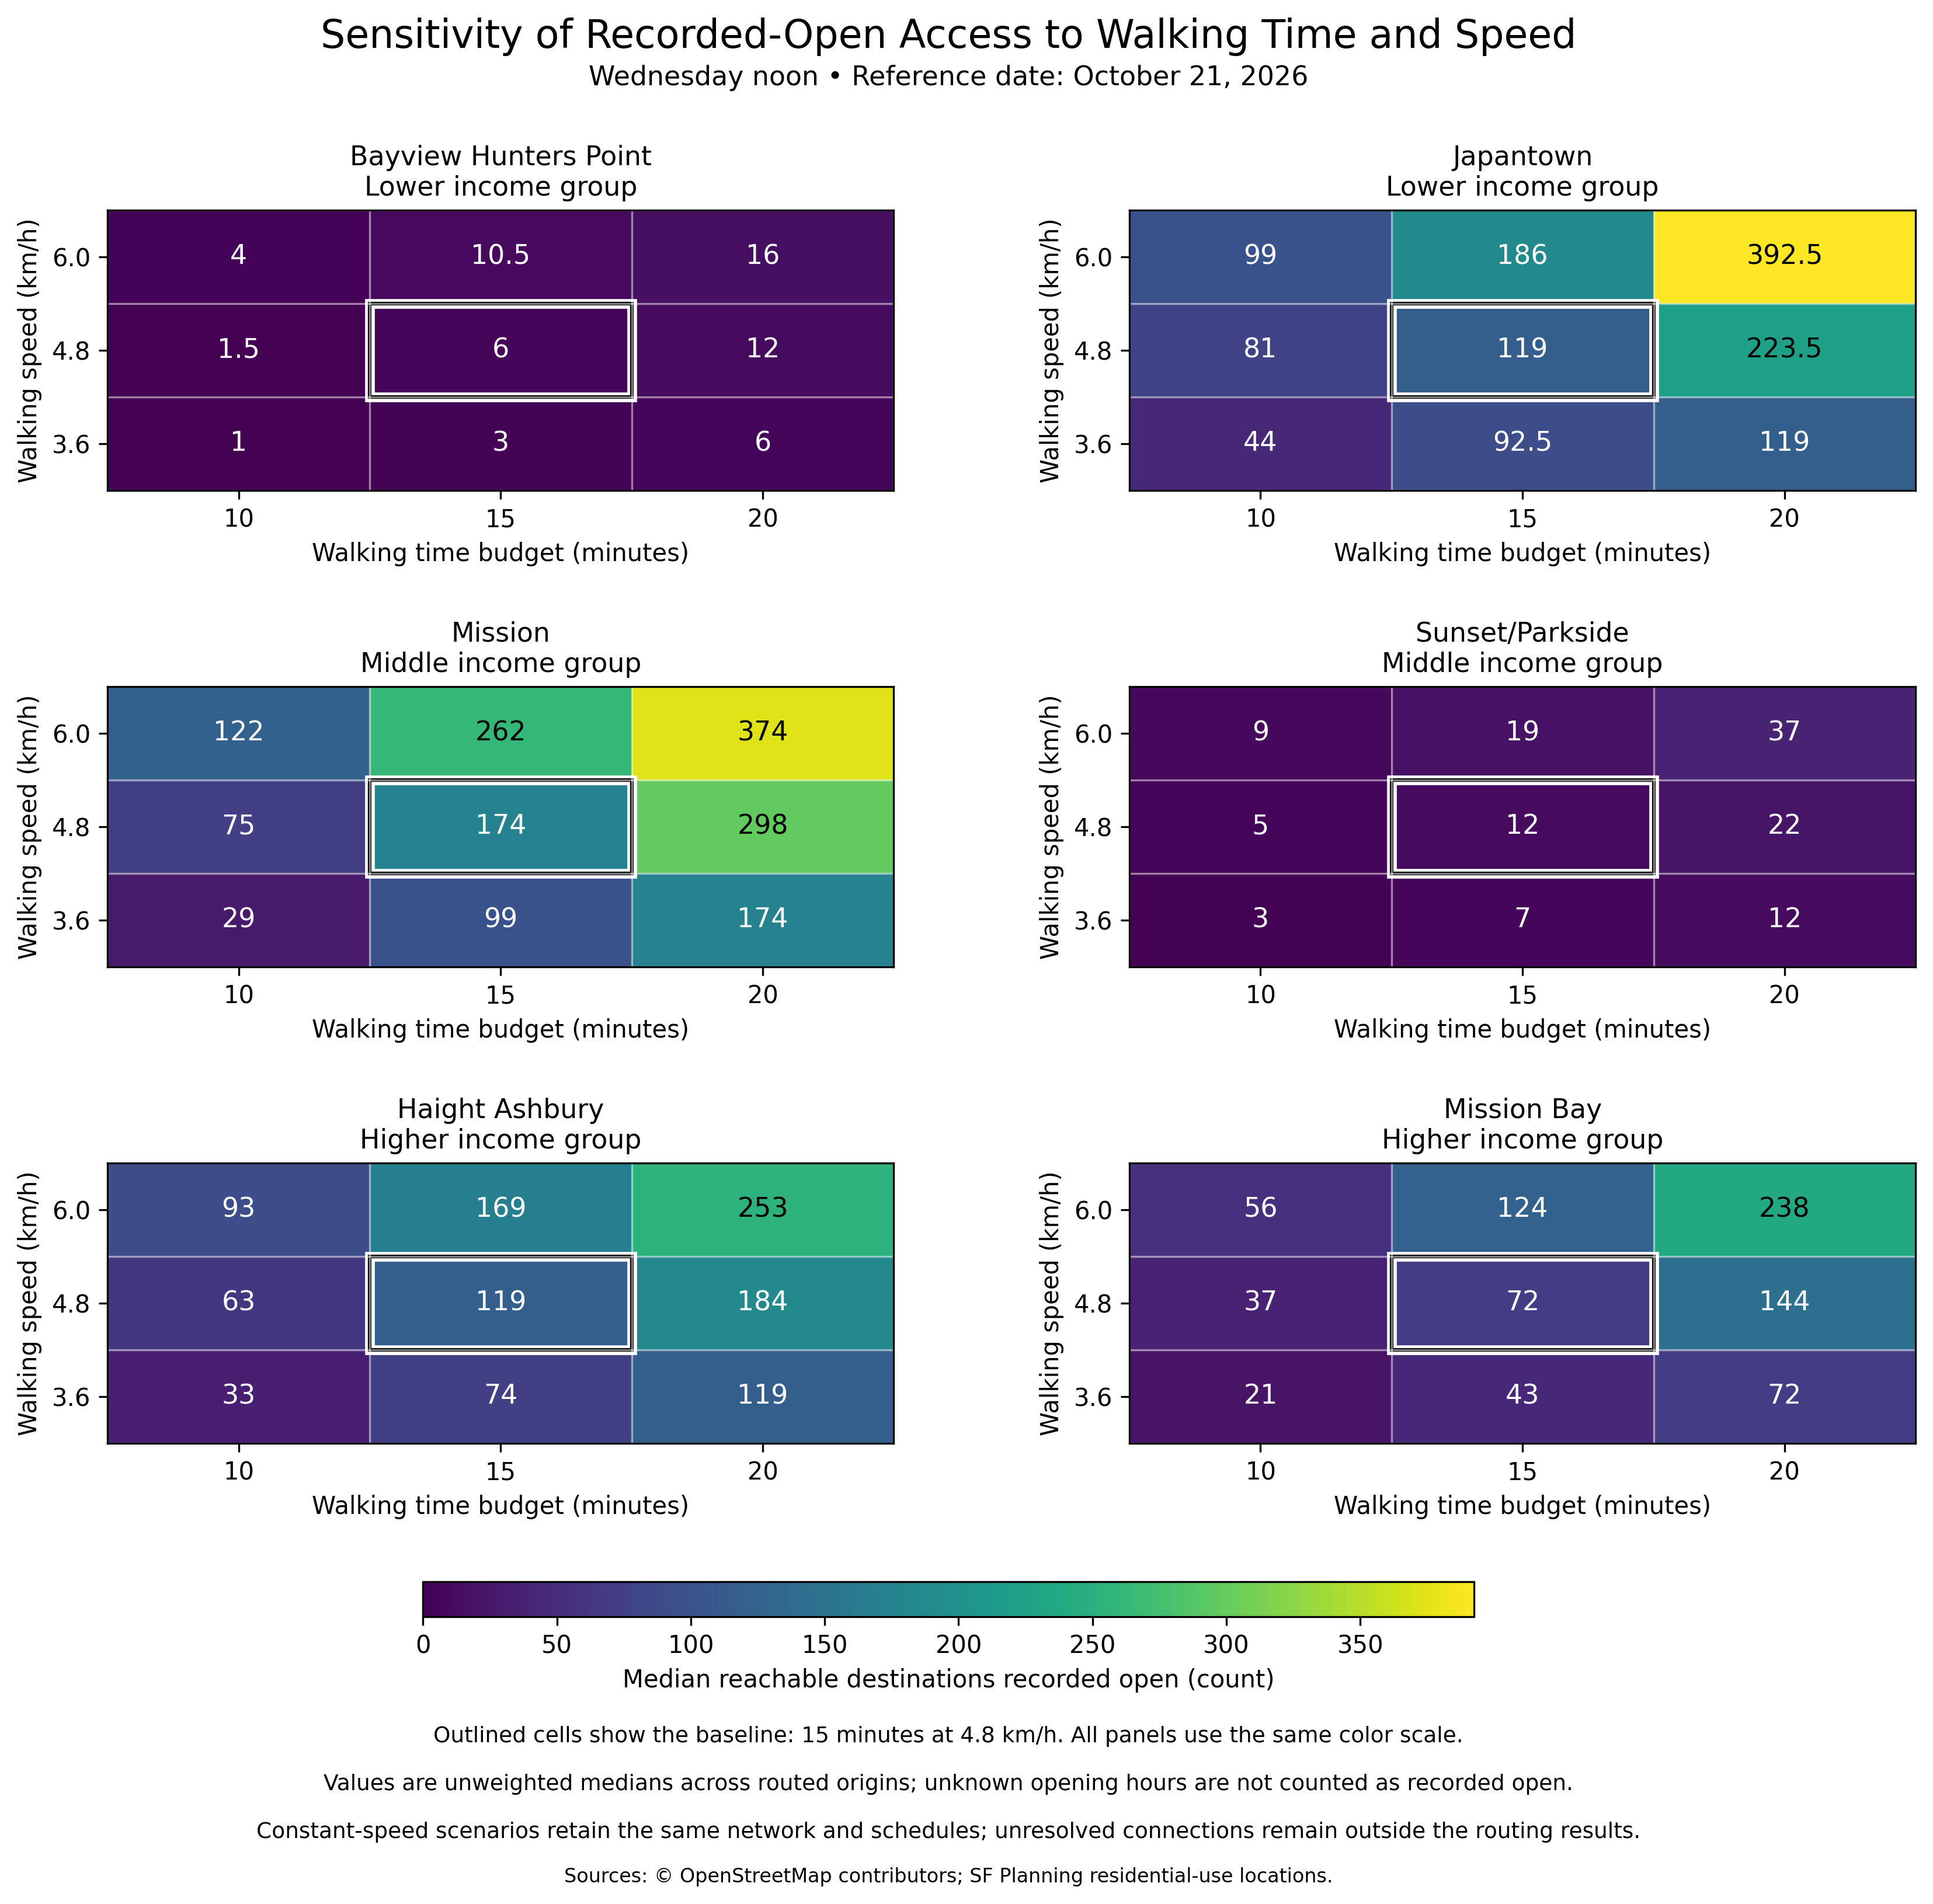 Sensitivity of Recorded-Open Access to Walking Time and Speed
Wednesday noon • Reference date: October 21, 2026
Bayview Hunters Point
Lower income group
Walking speed (km/h)
6.0
4 10.5 16
4.8
1.5 6 12
3.6
1 3 6
10 15 20
Walking time budget (minutes)
Japantown
Lower income group
Walking speed (km/h)
6.0
99 186 392.5
4.8
81 119 223.5
3.6
44 92.5 119
10 15 20
Walking time budget (minutes)
Mission
Middle income group
Walking speed (km/h)
6.0
122 262 374
4.8
75 174 298
3.6
29 99 174
10 15 20
Walking time budget (minutes)
Sunset/Parkside
Middle income group
Walking speed (km/h)
6.0
9 19 37
4.8
5 12 22
3.6
3 7 12
10 15 20
Walking time budget (minutes)
Haight Ashbury
Higher income group
Walking speed (km/h)
6.0
93 169 253
4.8
63 119 184
3.6
33 74 119
10 15 20
Walking time budget (minutes)
Mission Bay
Higher income group
Walking speed (km/h)
6.0
56 124 238
4.8
37 72 144
3.6
21 43 72
10 15 20
Walking time budget (minutes)
0 50 100 150 200 250 300 350
Median reachable destinations recorded open (count)
Outlined cells show the baseline: 15 minutes at 4.8 km/h. All panels use the same color scale.
Values are unweighted medians across routed origins; unknown opening hours are not counted as recorded open.
Constant-speed scenarios retain the same network and schedules; unresolved connections remain outside the routing results.
Sources: © OpenStreetMap contributors; SF Planning residential-use locations.